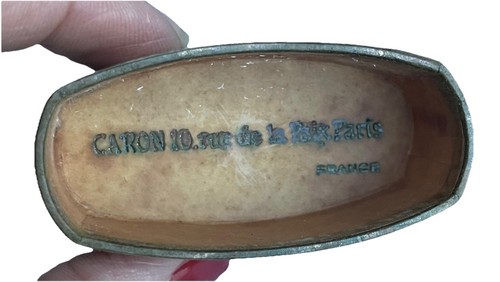 CARON 10, rue de la Paix, Paris
FRANCE